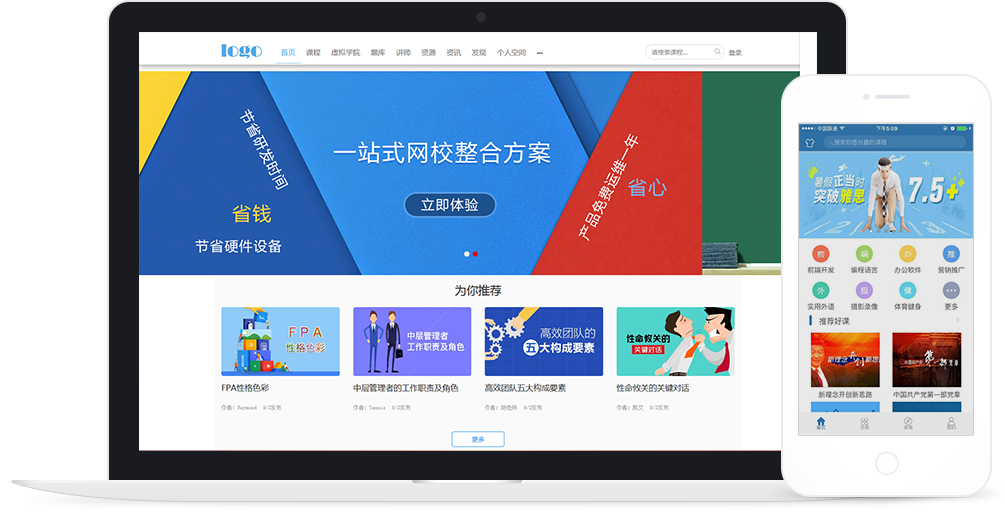 logo
首页 课程 虚拟学院 题库 讲师 资源 资讯 发现 个人空间 •••
请搜索课程...
登录
节省研发时间
省钱
节省硬件设备
一站式网校整合方案
立即体验
产品免费运维一年
省心
为你推荐
FPA
性格色彩
中层管理者
工作职责及角色
高效团队的
五大构成要素
性命攸关的
关键对话
FPA性格色彩
中层管理者的工作职责及角色
高效团队五大构成要素
性命攸关的关键对话
作者: Raymond 9/2发布
作者: Tannia 9/2发布
作者: 胡老师 9/2发布
作者: 凯文 9/2发布
更多
中国联通
下午5:09
搜索你感兴趣的课程
暑假正当时
突破雅思
7.5+
前 编 办 推
前端开发 编程语言 办公软件 营销推广
外 摄 健
实用外语 摄影录像 体育健身 更多
推荐好课
新理念开创新思路
中国共产党第一部党章
首页
发现
我的